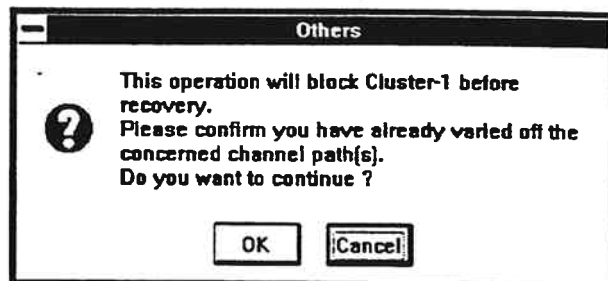 Others
This operation will block Cluster-1 before
recovery.
Please confirm you have already varied off the
concerned channel path(s).
Do you want to continue ?
OK
Cancel